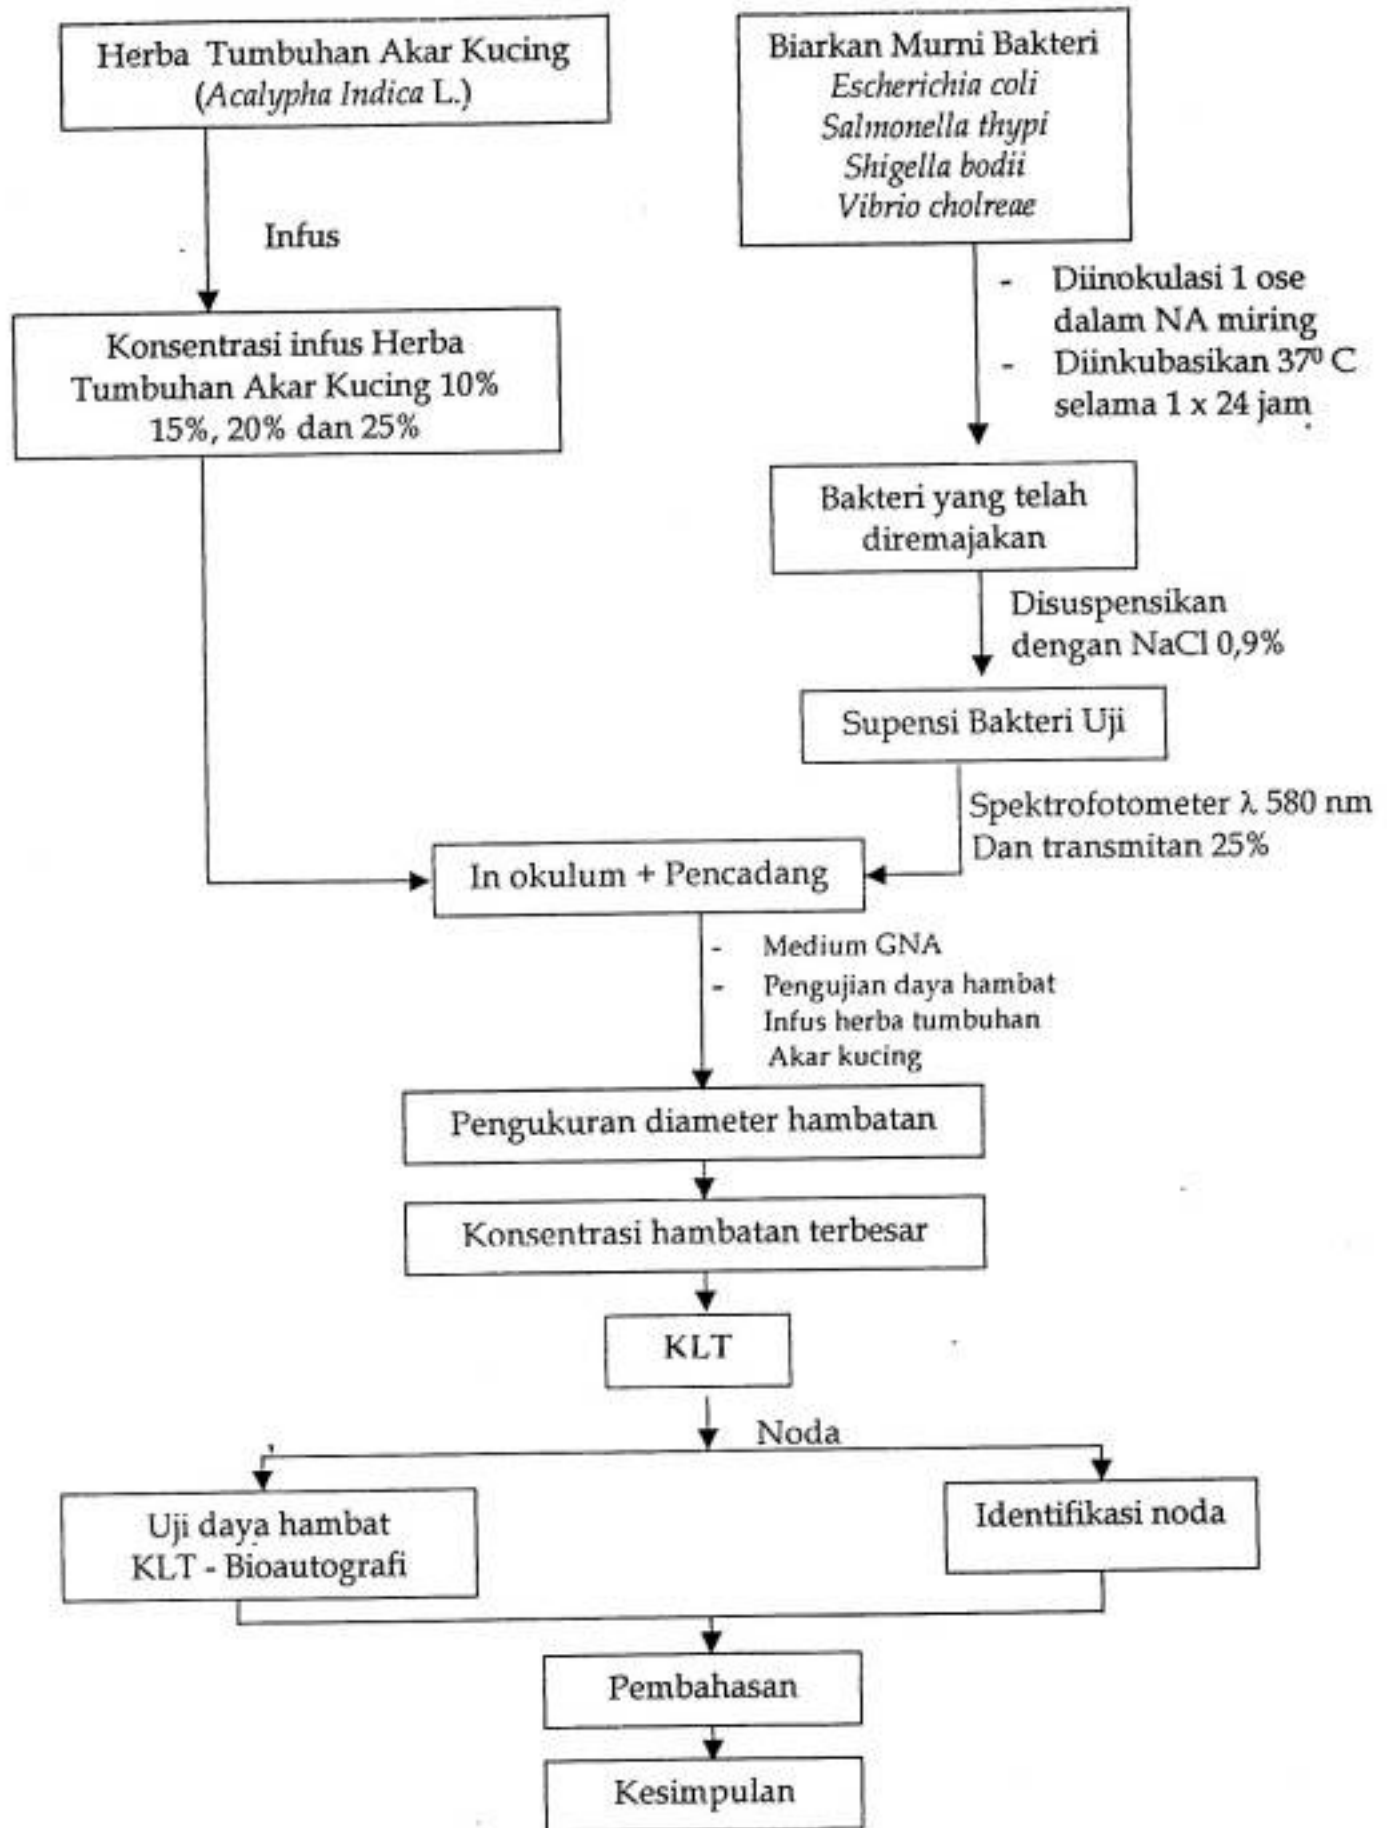 Herba Tumbuhan Akar Kucing
(Acalypha Indica L.)
Infus
Konsentrasi infus Herba
Tumbuhan Akar Kucing 10%
15%, 20% dan 25%
Biarkan Murni Bakteri
Escherichia coli
Salmonella thypi
Shigella bodii
Vibrio cholreae
- Diinokulasi 1 ose
dalam NA miring
- Diinkubasikan 37⁰ C
selama 1 x 24 jam
Bakteri yang telah
diremajakan
Disuspensikan
dengan NaCl 0,9%
Supensi Bakteri Uji
Spektrofotometer λ 580 nm
Dan transmitan 25%
In okulum + Pencadang
- Medium GNA
- Pengujian daya hambat
Infus herba tumbuhan
Akar kucing
Pengukuran diameter hambatan
Konsentrasi hambatan terbesar
KLT
Noda
Uji daya hambat
KLT - Bioautografi
Identifikasi noda
Pembahasan
Kesimpulan